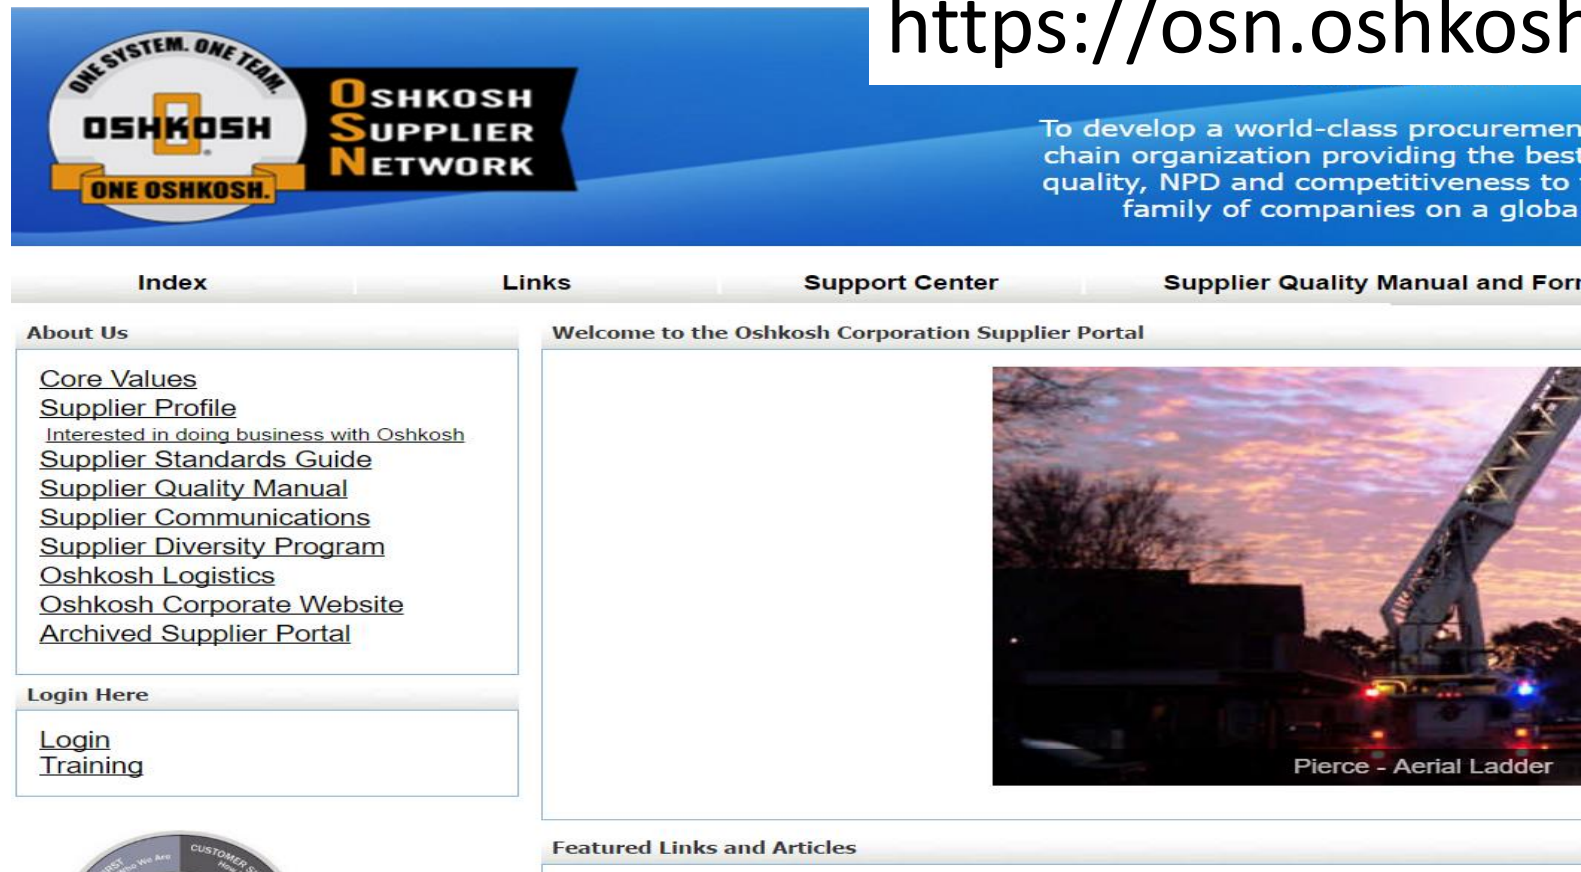 https://osn.oshkosh
ONE SYSTEM. ONE TEAM.
OSHKOSH
ONE OSHKOSH.
OSHKOSH
SUPPLIER
NETWORK
To develop a world-class procuremen
chain organization providing the best
quality, NPD and competitiveness to
family of companies on a globa
Index
Links
Support Center
Supplier Quality Manual and For
About Us
Core Values
Supplier Profile
Interested in doing business with Oshkosh
Supplier Standards Guide
Supplier Quality Manual
Supplier Communications
Supplier Diversity Program
Oshkosh Logistics
Oshkosh Corporate Website
Archived Supplier Portal
Login Here
Login
Training
Welcome to the Oshkosh Corporation Supplier Portal
Pierce - Aerial Ladder
Featured Links and Articles
Who We Are
CUSTOMER
How